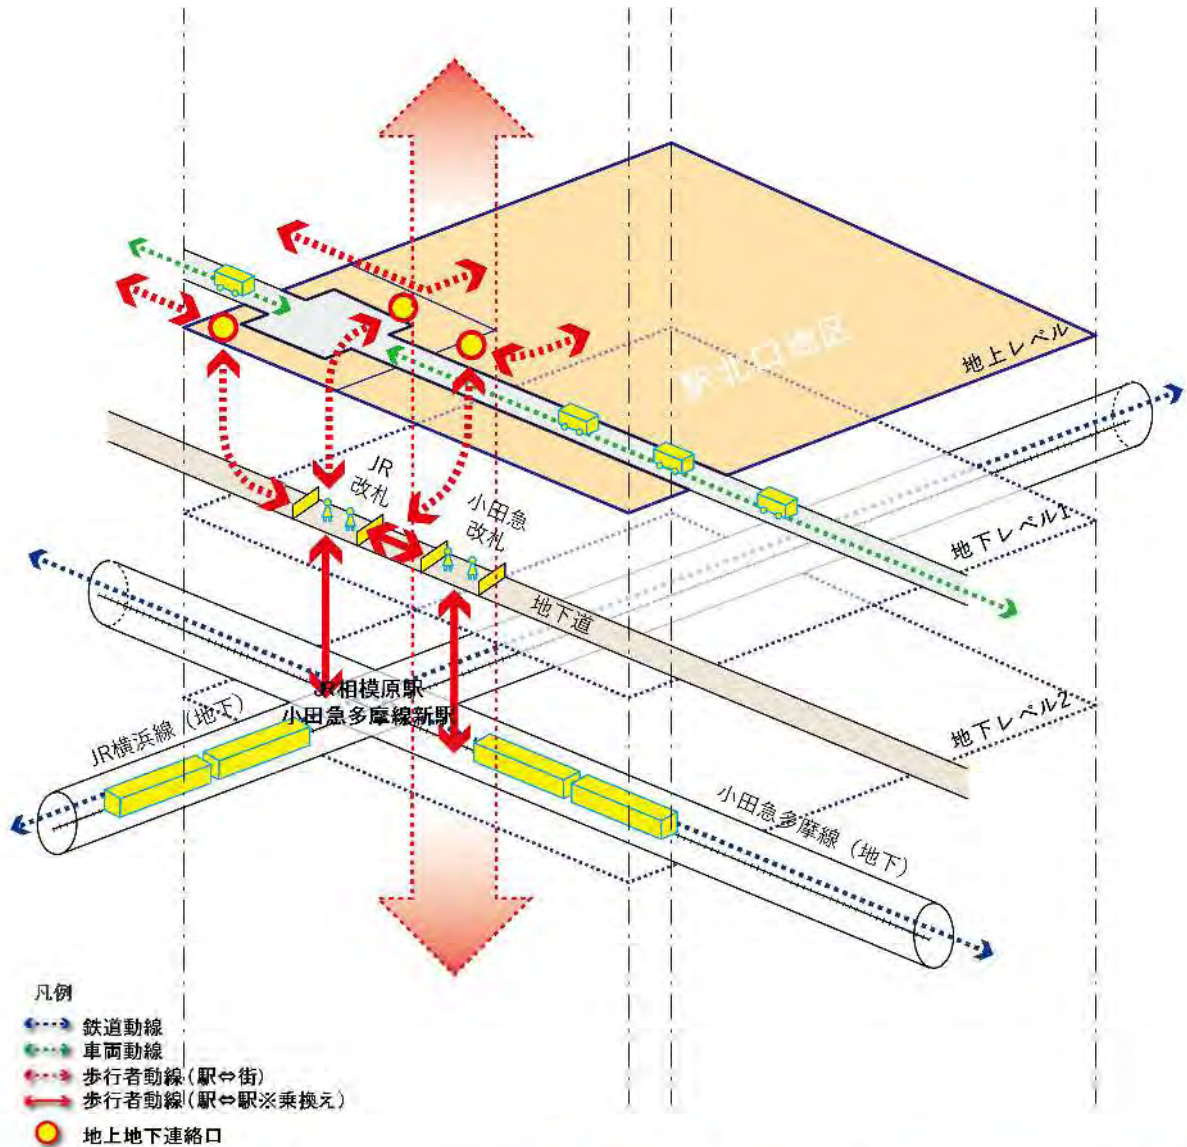 駅北口地区
地上レベル
JR
改札
小田急
改札
地下レベル1
地下道
JR相模原駅
小田急多摩線新駅
JR横浜線（地下）
地下レベル2
小田急多摩線（地下）
凡例
鉄道動線
車両動線
歩行者動線（駅⇔街）
歩行者動線（駅⇔駅※乗換え）
地上地下連絡口